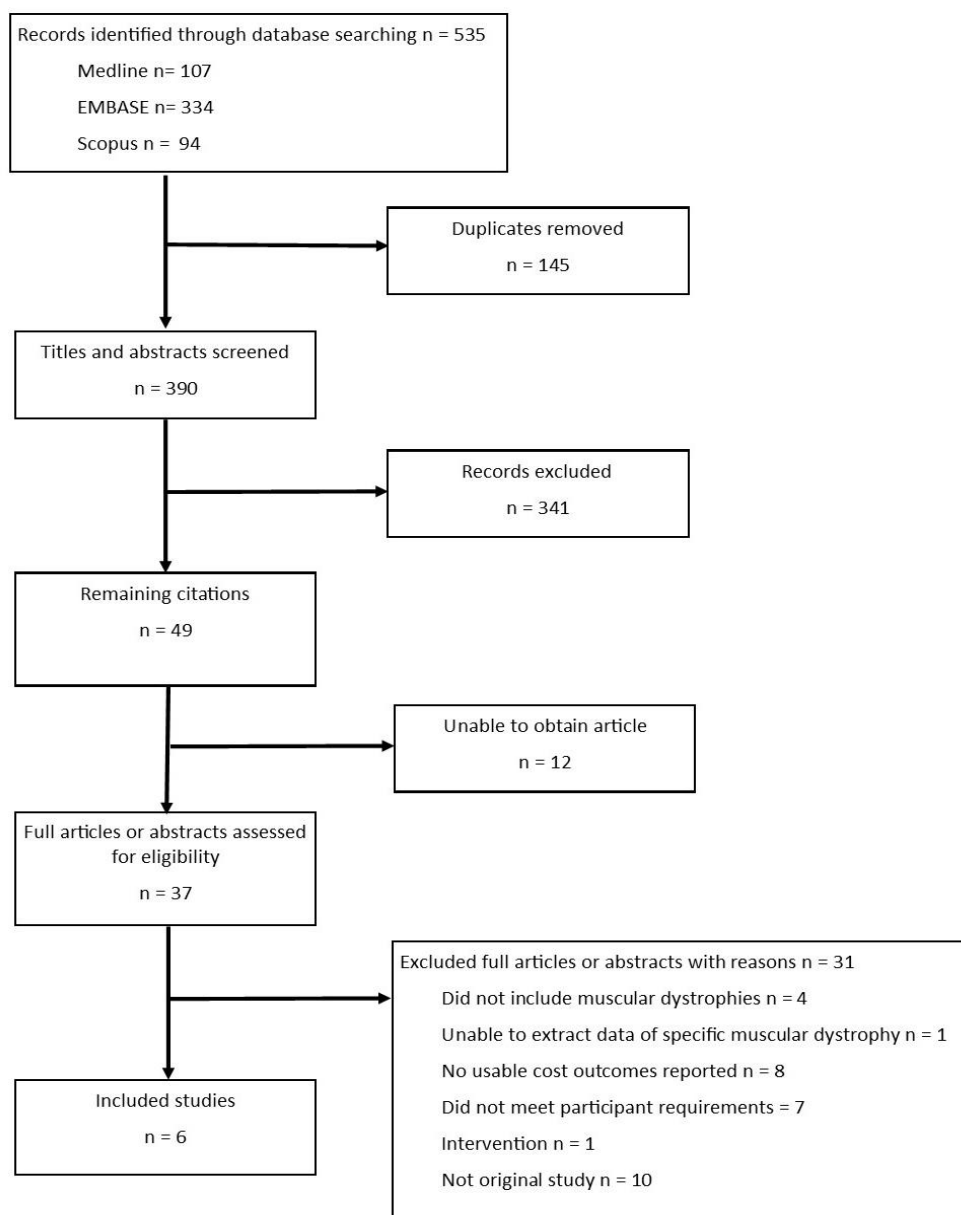 Records identified through database searching n = 535
Medline n= 107
EMBASE n= 334
Scopus n = 94
Duplicates removed
n = 145
Titles and abstracts screened
n = 390
Records excluded
n = 341
Remaining citations
n = 49
Unable to obtain article
n = 12
Full articles or abstracts assessed
for eligibility
n = 37
Excluded full articles or abstracts with reasons n = 31
Did not include muscular dystrophies n = 4
Unable to extract data of specific muscular dystrophy n = 1
No usable cost outcomes reported n = 8
Did not meet participant requirements = 7
Intervention n = 1
Not original study n = 10
Included studies
n = 6